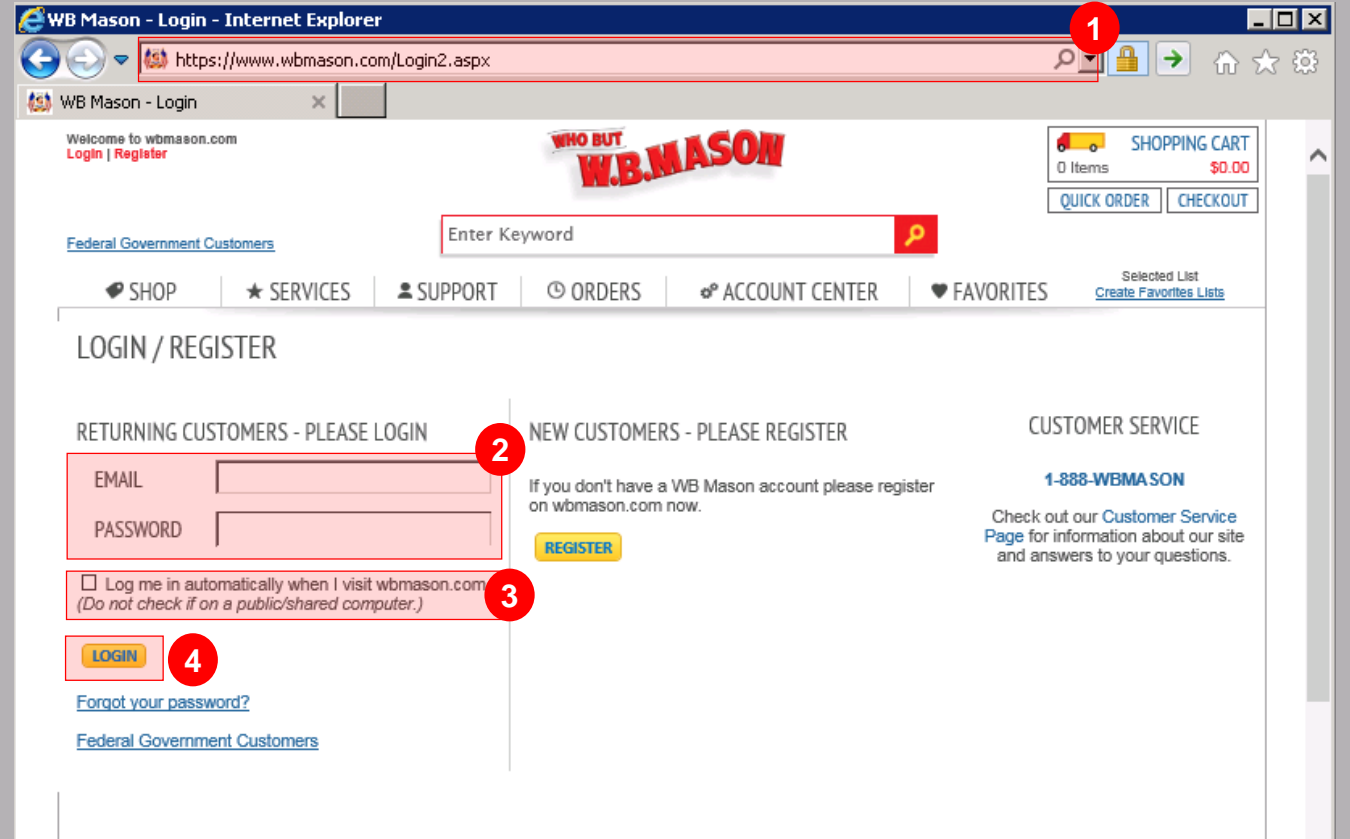 WB Mason - Login - Internet Explorer
1
https://www.wbmason.com/Login2.aspx
WB Mason - Login
Welcome to wbmason.com
Login | Register
WHO BUT
W.B.MASON
SHOPPING CART
0 Items $0.00
QUICK ORDER CHECKOUT
Federal Government Customers
Enter Keyword
SHOP SERVICES SUPPORT ORDERS ACCOUNT CENTER FAVORITES
Selected List
Create Favorites Lists
LOGIN / REGISTER
RETURNING CUSTOMERS - PLEASE LOGIN
2
EMAIL
PASSWORD
Log me in automatically when I visit wbmason.com
(Do not check if on a public/shared computer.)
3
LOGIN
4
Forgot your password?
Federal Government Customers
NEW CUSTOMERS - PLEASE REGISTER
If you don't have a WB Mason account please register
on wbmason.com now.
REGISTER
CUSTOMER SERVICE
1-888-WBMASON
Check out our Customer Service
Page for information about our site
and answers to your questions.